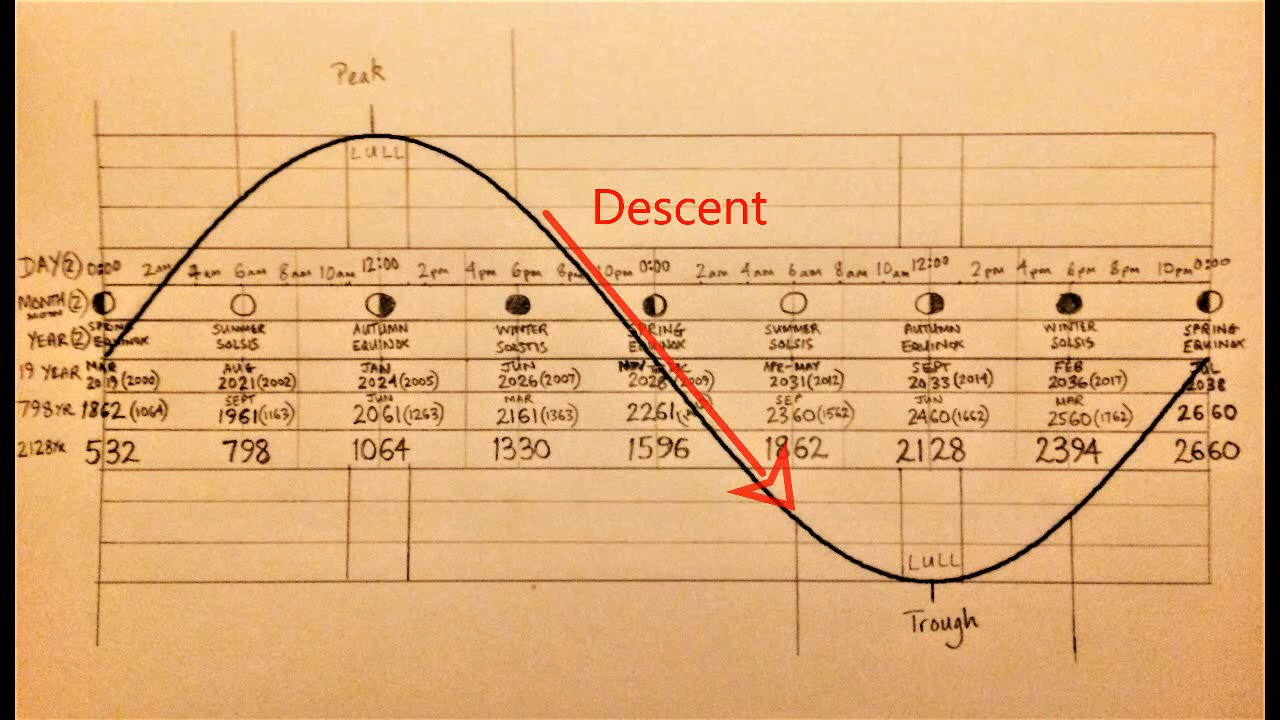 Peak
LULL
Descent
DAY(2) 0:00 2am 4am 6am 8am 10am 12:00 2pm 4pm 6pm 8pm 10pm 0:00 2am 4am 6am 8am 10am 12:00 2pm 4pm 6pm 8pm 10pm 0:00
MONTH(2)
MOON
YEAR(2) SPRING EQUINOX SUMMER SOLSIS AUTUMN EQUINOX WINTER SOLSTIS SPRING EQUINOX SUMMER SOLSIS AUTUMN EQUINOX WINTER SOLSIS SPRING EQUINOX
MAR AUG JAN JUN APR-MAY SEPT FEB JUL
19 YEAR 2019(2000) 2021(2002) 2024(2005) 2026(2007) 2028(2009) 2031(2012) 2033(2014) 2036(2017) 2038
SEPT JUN MAR SEP JUN MAR
798YR 1862(1064) 1961(1163) 2061(1263) 2161(1363) 2261 2360(1562) 2460(1662) 2560(1762) 2660
2128YR 532 798 1064 1330 1596 1862 2128 2394 2660
LULL
Trough